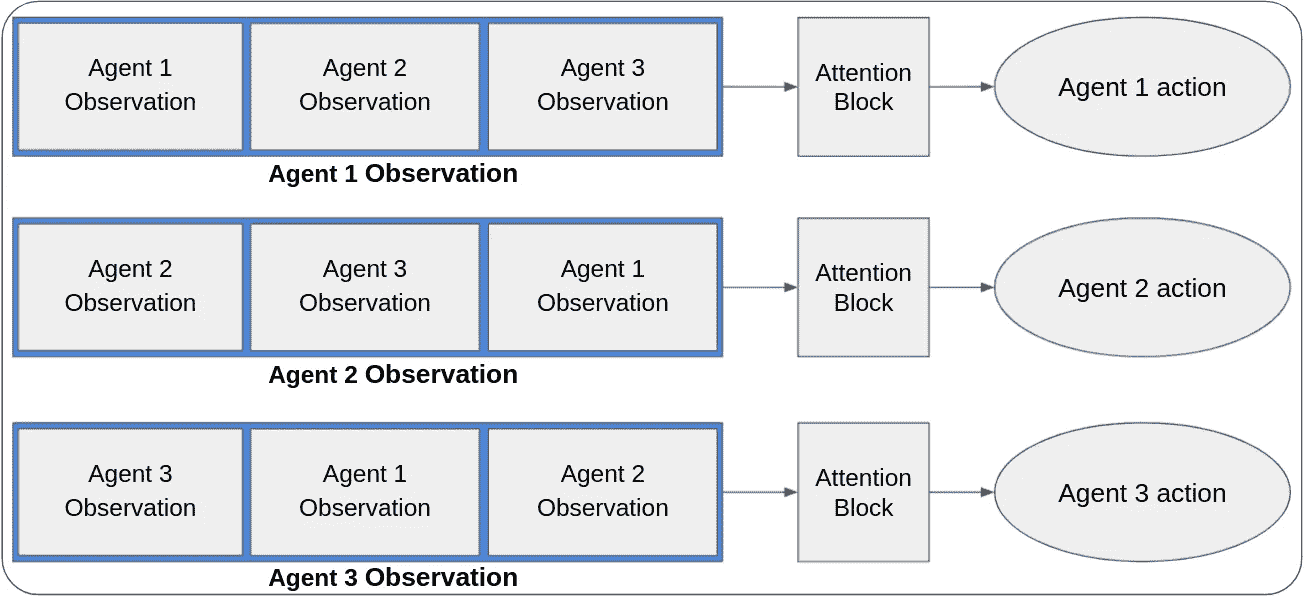 Agent 1
Observation
Agent 2
Observation
Agent 3
Observation
Attention
Block
Agent 1 action
Agent 1 Observation
Agent 2
Observation
Agent 3
Observation
Agent 1
Observation
Attention
Block
Agent 2 action
Agent 2 Observation
Agent 3
Observation
Agent 1
Observation
Agent 2
Observation
Attention
Block
Agent 3 action
Agent 3 Observation